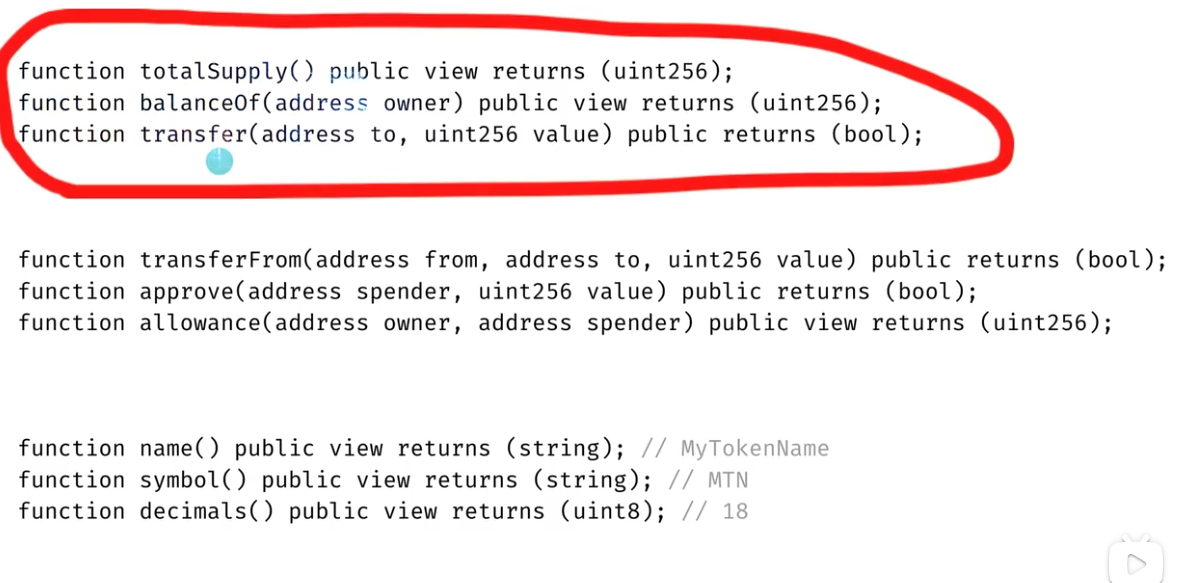 function totalSupply() public view returns (uint256);
function balanceOf(address owner) public view returns (uint256);
function transfer(address to, uint256 value) public returns (bool);
function transferFrom(address from, address to, uint256 value) public returns (bool);
function approve(address spender, uint256 value) public returns (bool);
function allowance(address owner, address spender) public view returns (uint256);
function name() public view returns (string); // MyTokenName
function symbol() public view returns (string); // MTN
function decimals() public view returns (uint8); // 18